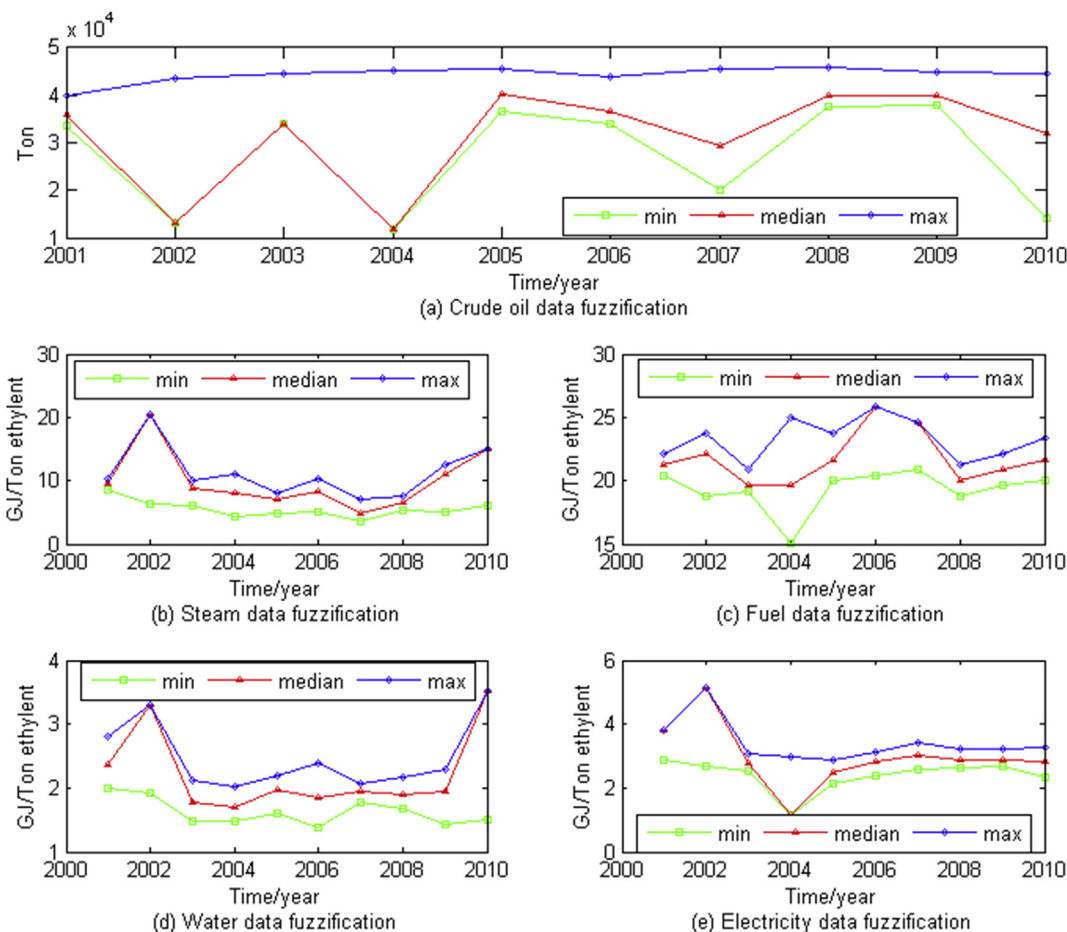 x 10^4
5
4
3
2
1
Ton
min median max
2001 2002 2003 2004 2005 2006 2007 2008 2009 2010
Time/year
(a) Crude oil data fuzzification
30
20
10
0
GJ/Ton ethylent
min median max
2000 2002 2004 2006 2008 2010
Time/year
(b) Steam data fuzzification
30
25
20
15
GJ/Ton ethylent
min median max
2000 2002 2004 2006 2008 2010
Time/year
(c) Fuel data fuzzification
4
3
2
1
GJ/Ton ethylent
min median max
2000 2002 2004 2006 2008 2010
Time/year
(d) Water data fuzzification
6
4
2
0
GJ/Ton ethylent
min median max
2000 2002 2004 2006 2008 2010
Time/year
(e) Electricity data fuzzification